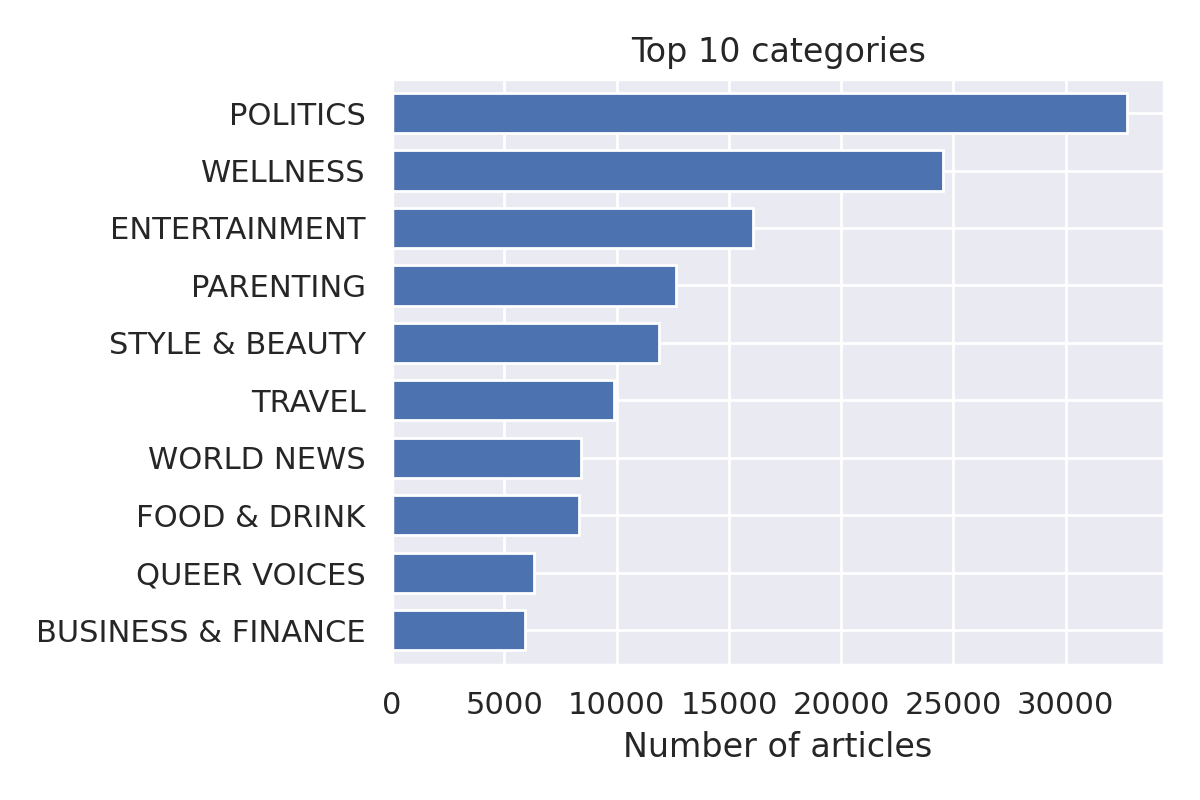 Top 10 categories
POLITICS
WELLNESS
ENTERTAINMENT
PARENTING
STYLE & BEAUTY
TRAVEL
WORLD NEWS
FOOD & DRINK
QUEER VOICES
BUSINESS & FINANCE
0 5000 10000 15000 20000 25000 30000
Number of articles